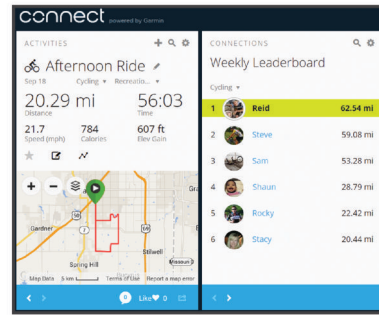 connect powered by Garmin
ACTIVITIES
Afternoon Ride
Sep 18 Cycling Recreatio...
20.29 mi 56:03
Distance Time
21.7 784 607 ft
Speed (mph) Calories Elev Gain
Gardner
Stilwell
Spring Hill
Missouri
Map Data 5 km Terms of Use Report a map error
0 Like 0
CONNECTIONS
Weekly Leaderboard
Cycling
1 Reid 62.54 mi
2 Steve 59.08 mi
3 Sam 53.28 mi
4 Shaun 28.79 mi
5 Rocky 22.42 mi
6 Stacy 20.44 mi